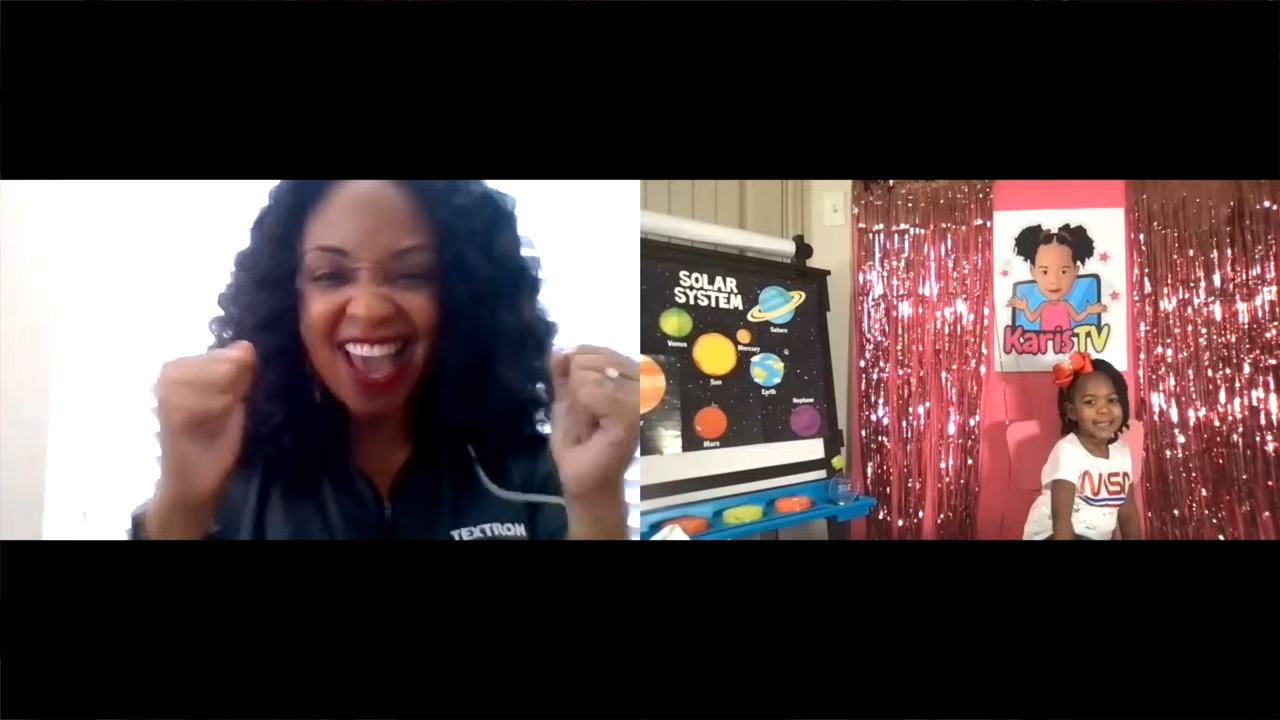 TEXTRON
SOLAR
SYSTEM
Saturn
Venus
Mercury
Sun
Earth
Neptune
Mars
KarisTV
NASA